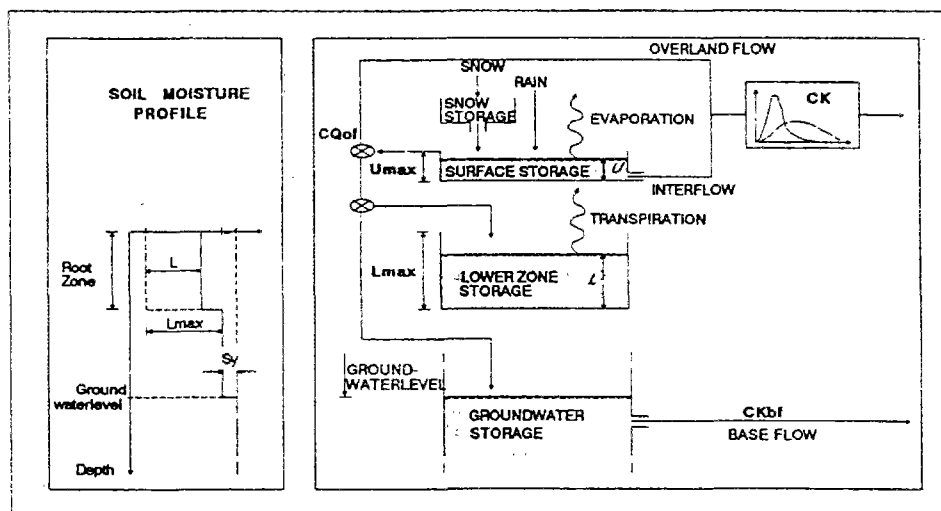 SOIL MOISTURE
PROFILE
Root
Zone
L
Lmax
Sy
Ground
waterlevel
Depth
OVERLAND FLOW
SNOW
RAIN
SNOW
STORAGE
EVAPORATION
CK
CQof
Umax
SURFACE STORAGE
U
INTERFLOW
TRANSPIRATION
Lmax
LOWER ZONE
STORAGE
L
GROUND-
WATERLEVEL
GROUNDWATER
STORAGE
CKbf
BASE FLOW